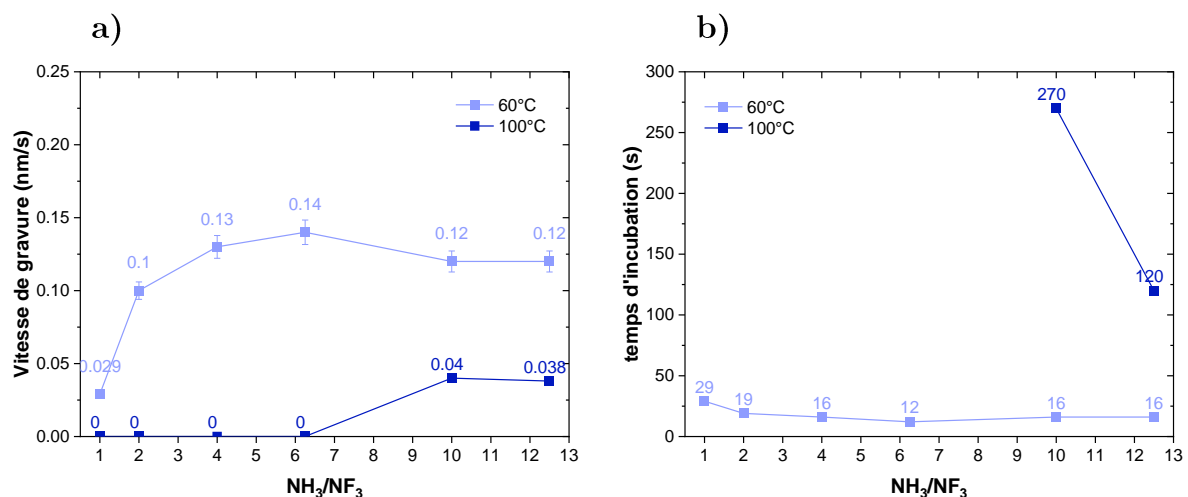 a)
Vitesse de gravure (nm/s)
0.25
0.20
0.15
0.10
0.05
0.00
60°C
100°C
0.029
0.1
0.13
0.14
0.12
0.12
0
0
0
0
0.04
0.038
1 2 3 4 5 6 7 8 9 10 11 12 13
NH₃/NF₃
b)
temps d'incubation (s)
300
250
200
150
100
50
0
60°C
100°C
270
120
29
19
16
12
16
16
1 2 3 4 5 6 7 8 9 10 11 12 13
NH₃/NF₃